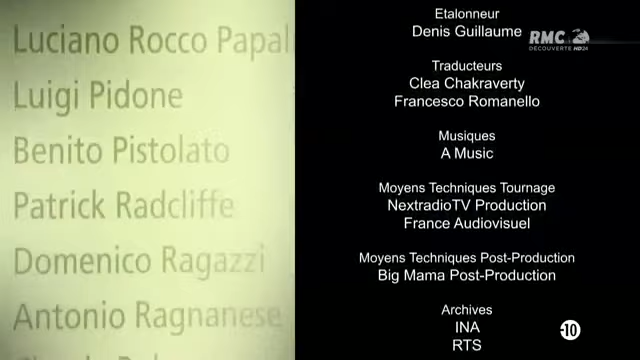 Luciano Rocco Papal
Luigi Pidone
Benito Pistolato
Patrick Radcliffe
Domenico Ragazzi
Antonio Ragnanese
Etalonneur
Denis Guillaume
Traducteurs
Clea Chakraverty
Francesco Romanello
Musiques
A Music
Moyens Techniques Tournage
NextradioTV Production
France Audiovisuel
Moyens Techniques Post-Production
Big Mama Post-Production
Archives
INA
RTS
RMC
DECOUVERTE HD24
-10